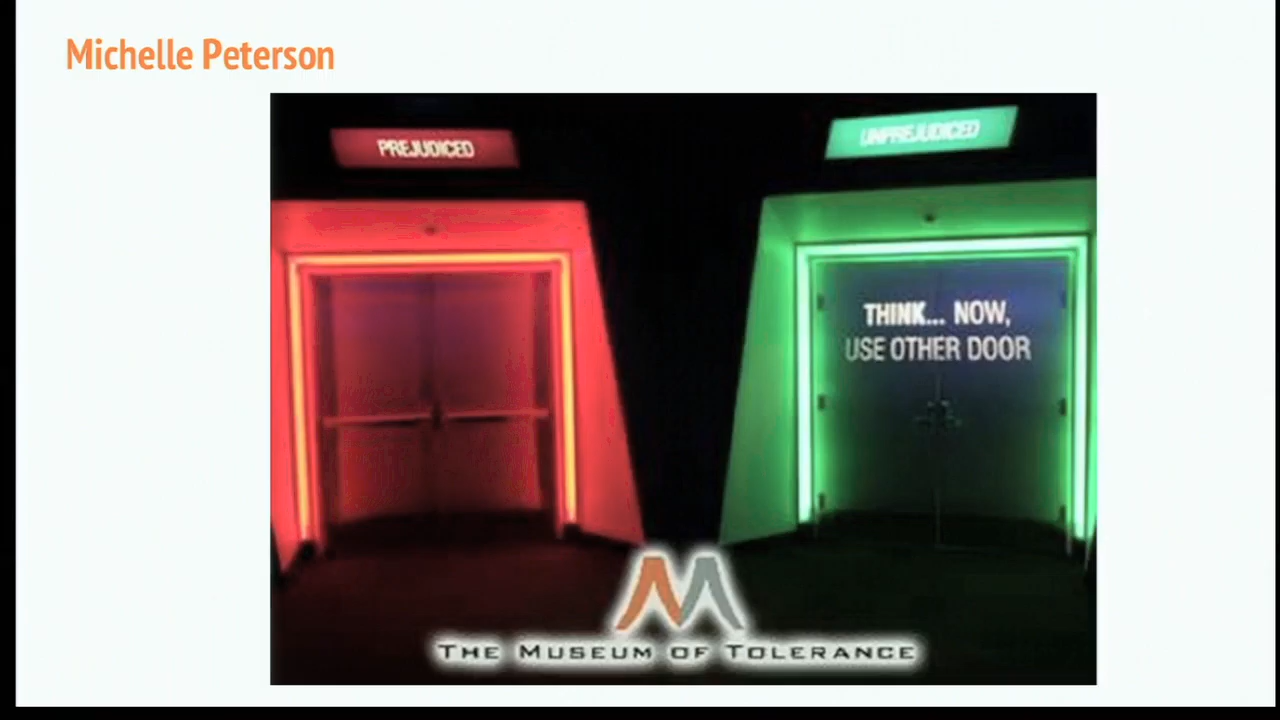 Michelle Peterson
PREJUDICED
UNPREJUDICED
THINK... NOW,
USE OTHER DOOR
THE MUSEUM OF TOLERANCE